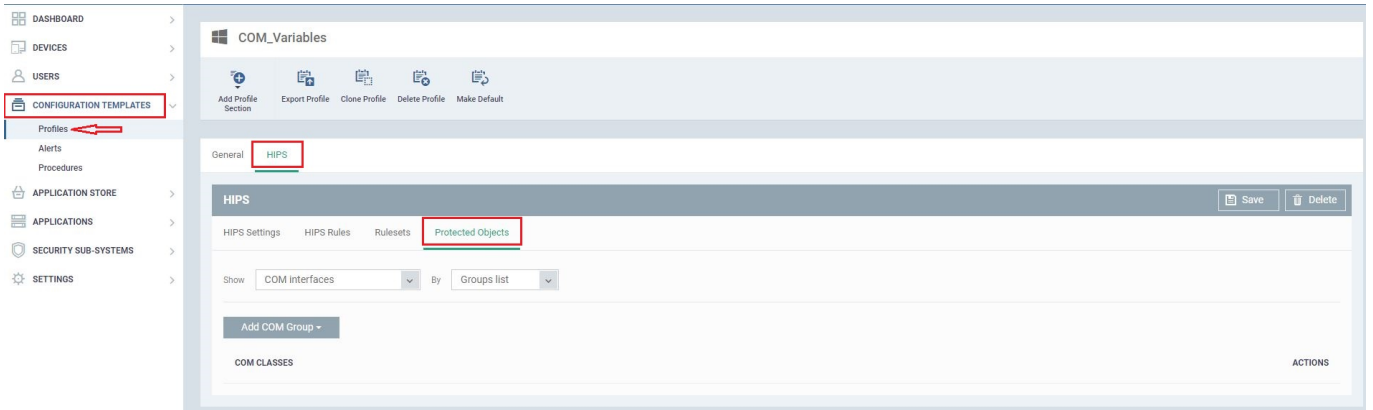 DASHBOARD
DEVICES
USERS
CONFIGURATION TEMPLATES
Profiles
Alerts
Procedures
APPLICATION STORE
APPLICATIONS
SECURITY SUB-SYSTEMS
SETTINGS
COM_Variables
Add Profile
Section
Export Profile Clone Profile Delete Profile Make Default
General HIPS
HIPS Save Delete
HIPS Settings HIPS Rules Rulesets Protected Objects
Show COM interfaces By Groups list
Add COM Group
COM CLASSES ACTIONS